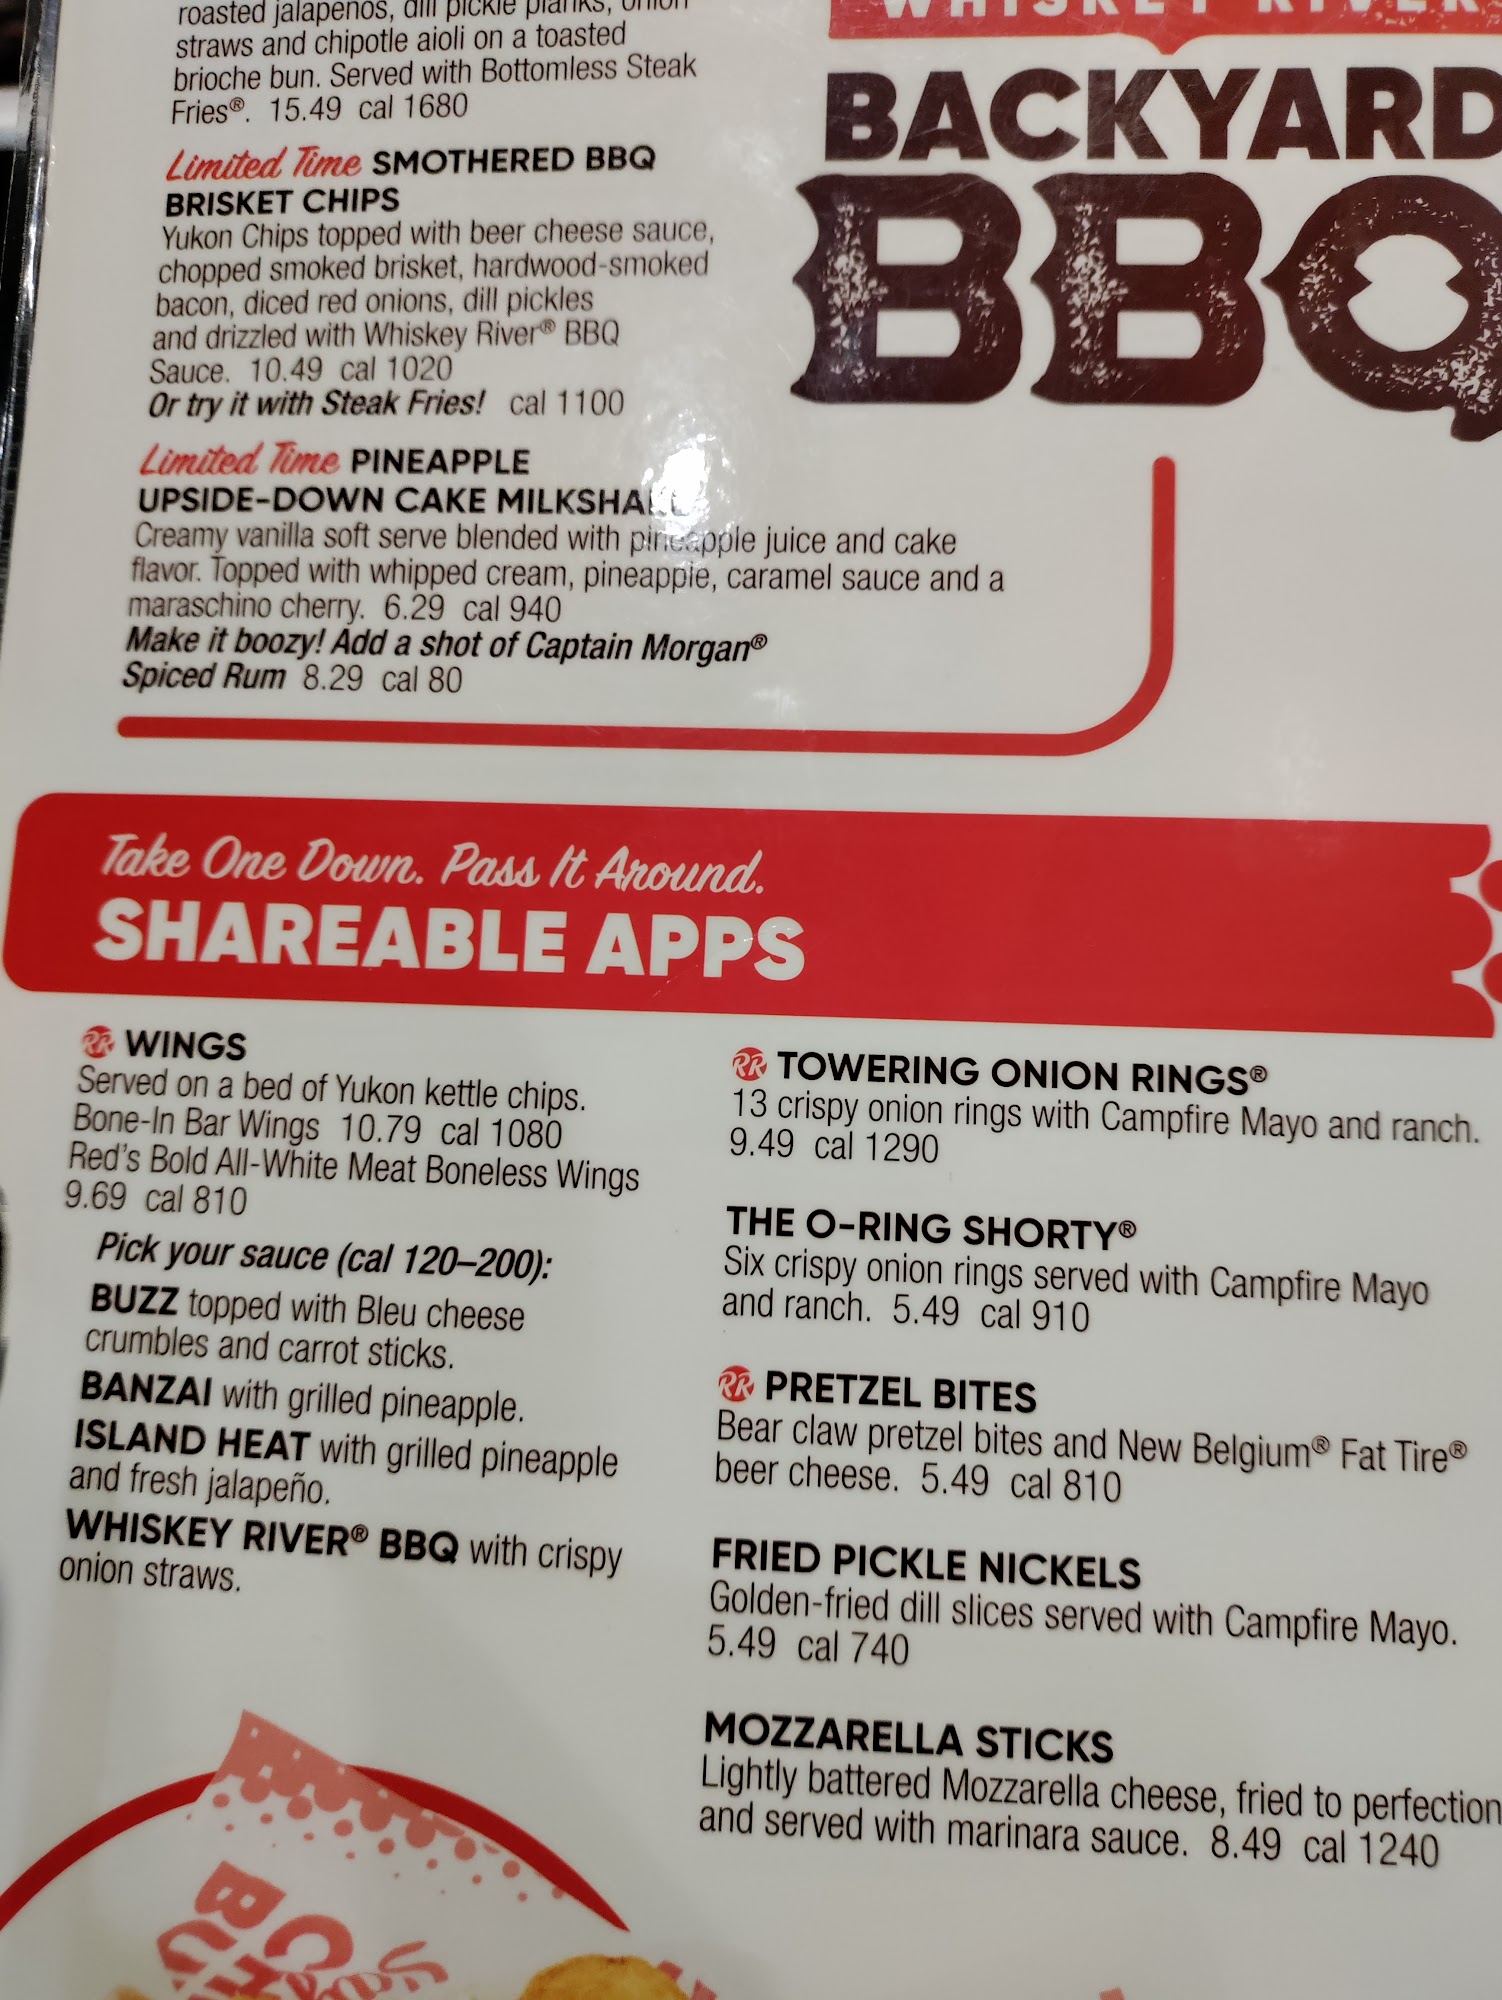 roasted jalapeños, dill pickle planks, onion
straws and chipotle aioli on a toasted
brioche bun. Served with Bottomless Steak
Fries®. 15.49 cal 1680
Limited Time SMOTHERED BBQ
BRISKET CHIPS
Yukon Chips topped with beer cheese sauce,
chopped smoked brisket, hardwood-smoked
bacon, diced red onions, dill pickles
and drizzled with Whiskey River® BBQ
Sauce. 10.49 cal 1020
Or try it with Steak Fries! cal 1100
Limited Time PINEAPPLE
UPSIDE-DOWN CAKE MILKSHAKE
Creamy vanilla soft serve blended with pineapple juice and cake
flavor. Topped with whipped cream, pineapple, caramel sauce and a
maraschino cherry. 6.29 cal 940
Make it boozy! Add a shot of Captain Morgan®
Spiced Rum 8.29 cal 80
WHISKEY RIVER
BACKYARD
BBQ
Take One Down. Pass It Around.
SHAREABLE APPS
RR WINGS
Served on a bed of Yukon kettle chips.
Bone-In Bar Wings 10.79 cal 1080
Red's Bold All-White Meat Boneless Wings
9.69 cal 810
Pick your sauce (cal 120–200):
BUZZ topped with Bleu cheese
crumbles and carrot sticks.
BANZAI with grilled pineapple.
ISLAND HEAT with grilled pineapple
and fresh jalapeño.
WHISKEY RIVER® BBQ with crispy
onion straws.
RR TOWERING ONION RINGS®
13 crispy onion rings with Campfire Mayo and ranch.
9.49 cal 1290
THE O-RING SHORTY®
Six crispy onion rings served with Campfire Mayo
and ranch. 5.49 cal 910
RR PRETZEL BITES
Bear claw pretzel bites and New Belgium® Fat Tire®
beer cheese. 5.49 cal 810
FRIED PICKLE NICKELS
Golden-fried dill slices served with Campfire Mayo.
5.49 cal 740
MOZZARELLA STICKS
Lightly battered Mozzarella cheese, fried to perfection
and served with marinara sauce. 8.49 cal 1240